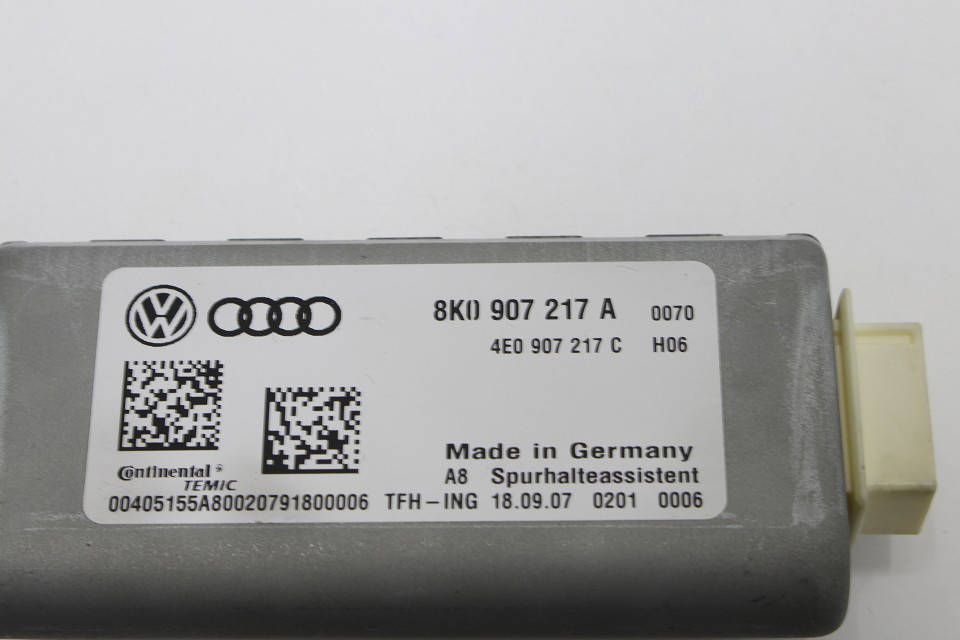 8K0 907 217 A 0070
4E0 907 217 C H06
Made in Germany
Continental
TEMIC
A8 Spurhalteassistent
00405155A80020791800006 TFH-ING 18.09.07 0201 0006